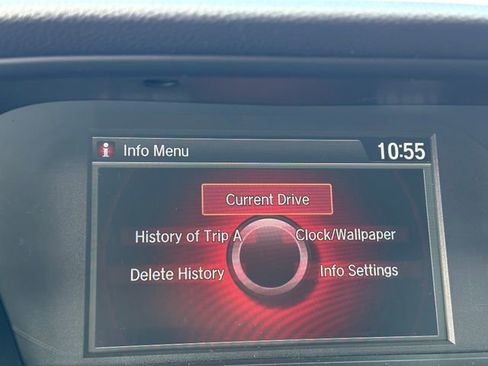 i Info Menu 10:55
Current Drive
History of Trip A Clock/Wallpaper
Delete History Info Settings